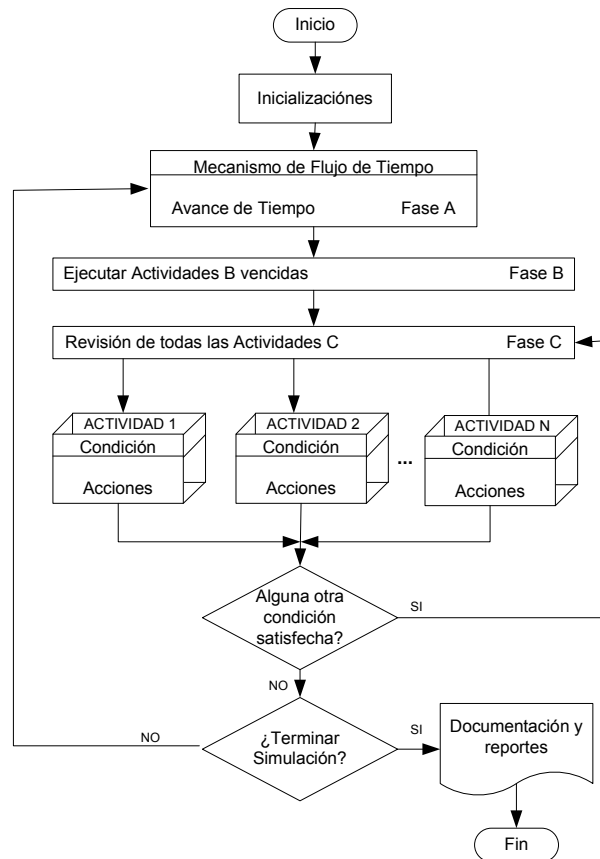 Inicio
Inicializaciónes
Mecanismo de Flujo de Tiempo
Avance de Tiempo Fase A
Ejecutar Actividades B vencidas Fase B
Revisión de todas las Actividades C Fase C
ACTIVIDAD 1
Condición
Acciones
ACTIVIDAD 2
Condición
Acciones
...
ACTIVIDAD N
Condición
Acciones
Alguna otra
condición
satisfecha?
SI
NO
¿Terminar
Simulación?
NO
SI
Documentación y
reportes
Fin